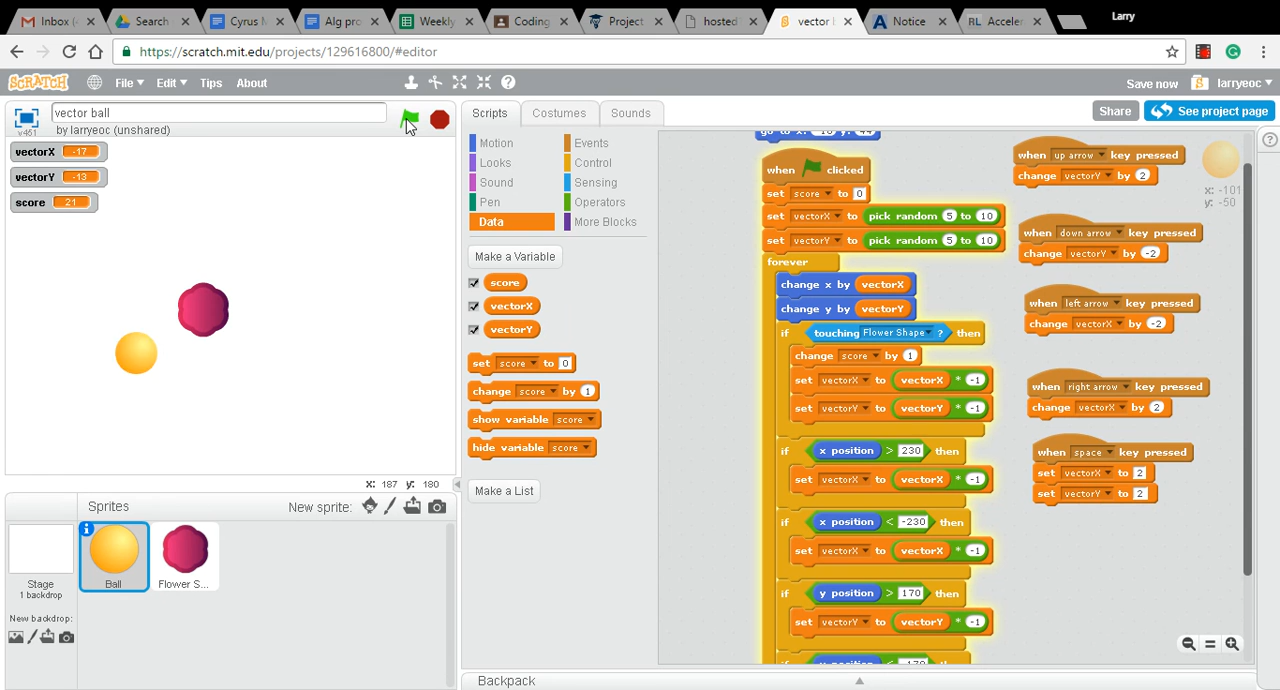 Inbox (
Search
Cyrus M
Alg pro
Weekly
Coding
Project
hosted
vector b
Notice
RL Acceler
Larry
https://scratch.mit.edu/projects/129616800/#editor
SCRATCH File Edit Tips About
Save now larryeoc
v461 vector ball
by larryeoc (unshared)
Scripts Costumes Sounds
Share See project page
vectorX -17
vectorY -13
score 21
Motion Events
Looks Control
Sound Sensing
Pen Operators
Data More Blocks
Make a Variable
score
vectorX
vectorY
set score to 0
change score by 1
show variable score
hide variable score
Make a List
when clicked
set score to 0
set vectorX to pick random 5 to 10
set vectorY to pick random 5 to 10
forever
change x by vectorX
change y by vectorY
if touching Flower Shape ? then
change score by 1
set vectorX to vectorX * -1
set vectorY to vectorY * -1
if x position > 230 then
set vectorX to vectorX * -1
if x position < -230 then
set vectorX to vectorX * -1
if y position > 170 then
set vectorY to vectorY * -1
when up arrow key pressed
change vectorY by 2
when down arrow key pressed
change vectorY by -2
when left arrow key pressed
change vectorX by -2
when right arrow key pressed
change vectorX by 2
when space key pressed
set vectorX to 2
set vectorY to 2
x: -101
y: -50
X: 187 y: 180
Sprites New sprite:
Stage
1 backdrop
New backdrop:
Ball
Flower S...
Backpack